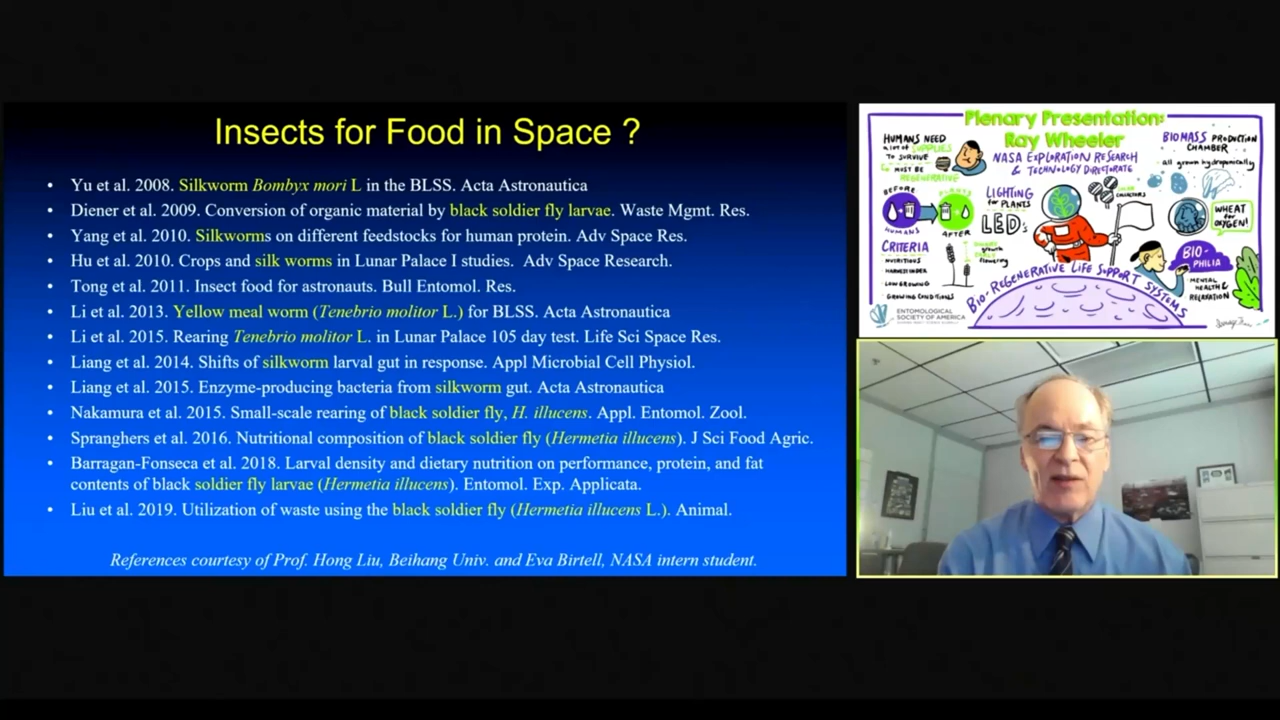 Insects for Food in Space ?
• Yu et al. 2008. Silkworm Bombyx mori L in the BLSS. Acta Astronautica
• Diener et al. 2009. Conversion of organic material by black soldier fly larvae. Waste Mgmt. Res.
• Yang et al. 2010. Silkworms on different feedstocks for human protein. Adv Space Res.
• Hu et al. 2010. Crops and silk worms in Lunar Palace I studies. Adv Space Research.
• Tong et al. 2011. Insect food for astronauts. Bull Entomol. Res.
• Li et al. 2013. Yellow meal worm (Tenebrio molitor L.) for BLSS. Acta Astronautica
• Li et al. 2015. Rearing Tenebrio molitor L. in Lunar Palace 105 day test. Life Sci Space Res.
• Liang et al. 2014. Shifts of silkworm larval gut in response. Appl Microbial Cell Physiol.
• Liang et al. 2015. Enzyme-producing bacteria from silkworm gut. Acta Astronautica
• Nakamura et al. 2015. Small-scale rearing of black soldier fly, H. illucens. Appl. Entomol. Zool.
• Spranghers et al. 2016. Nutritional composition of black soldier fly (Hermetia illucens). J Sci Food Agric.
• Barragan-Fonseca et al. 2018. Larval density and dietary nutrition on performance, protein, and fat
contents of black soldier fly larvae (Hermetia illucens). Entomol. Exp. Applicata.
• Liu et al. 2019. Utilization of waste using the black soldier fly (Hermetia illucens L.). Animal.
References courtesy of Prof. Hong Liu, Beihang Univ. and Eva Birtell, NASA intern student.
Plenary Presentation:
Ray Wheeler
NASA EXPLORATION RESEARCH
& TECHNOLOGY DIRECTORATE
HUMANS NEED
a lot of SUPPLIES
TO SURVIVE
MUST BE
REGENERATIVE
BEFORE
HUMANS
PLANTS
AFTER
CRITERIA
NUTRITIOUS
HARVEST INDEX
LOW GROWING
GROWING CONDITIONS
LIGHTING
for PLANTS
LED's
growth
flowering
SOLAR
COLLECTORS
BIOMASS PRODUCTION
CHAMBER
all grown hydroponically
WHEAT
for
OXYGEN!
BIO-
PHILIA
MENTAL
HEALTH &
RELAXATION
BIO-REGENERATIVE LIFE SUPPORT SYSTEMS
ENTOMOLOGICAL
SOCIETY OF AMERICA